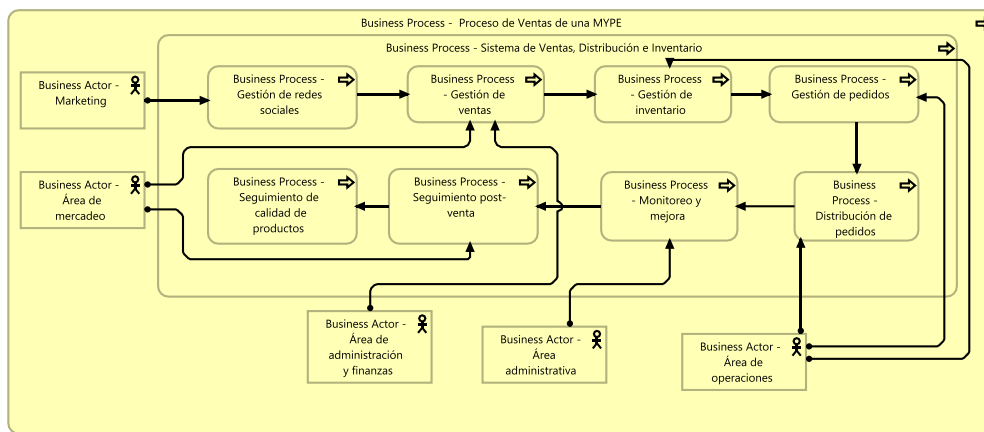 Business Process -  Proceso de Ventas de una MYPE
Business Process - Sistema de Ventas, Distribución e Inventario
Business Actor -
Marketing
Business Process -
Gestión de redes
sociales
Business Process
- Gestión de
ventas
Business Process
- Gestión de
inventario
Business Process -
Gestión de pedidos
Business Actor -
Área de
mercadeo
Business Process -
Seguimiento de
calidad de
productos
Business Process -
Seguimiento post-
venta
Business Process
- Monitoreo y
mejora
Business
Process -
Distribución de
pedidos
Business Actor -
Área de
administración
y finanzas
Business Actor -
Área
administrativa
Business Actor -
Área de
operaciones